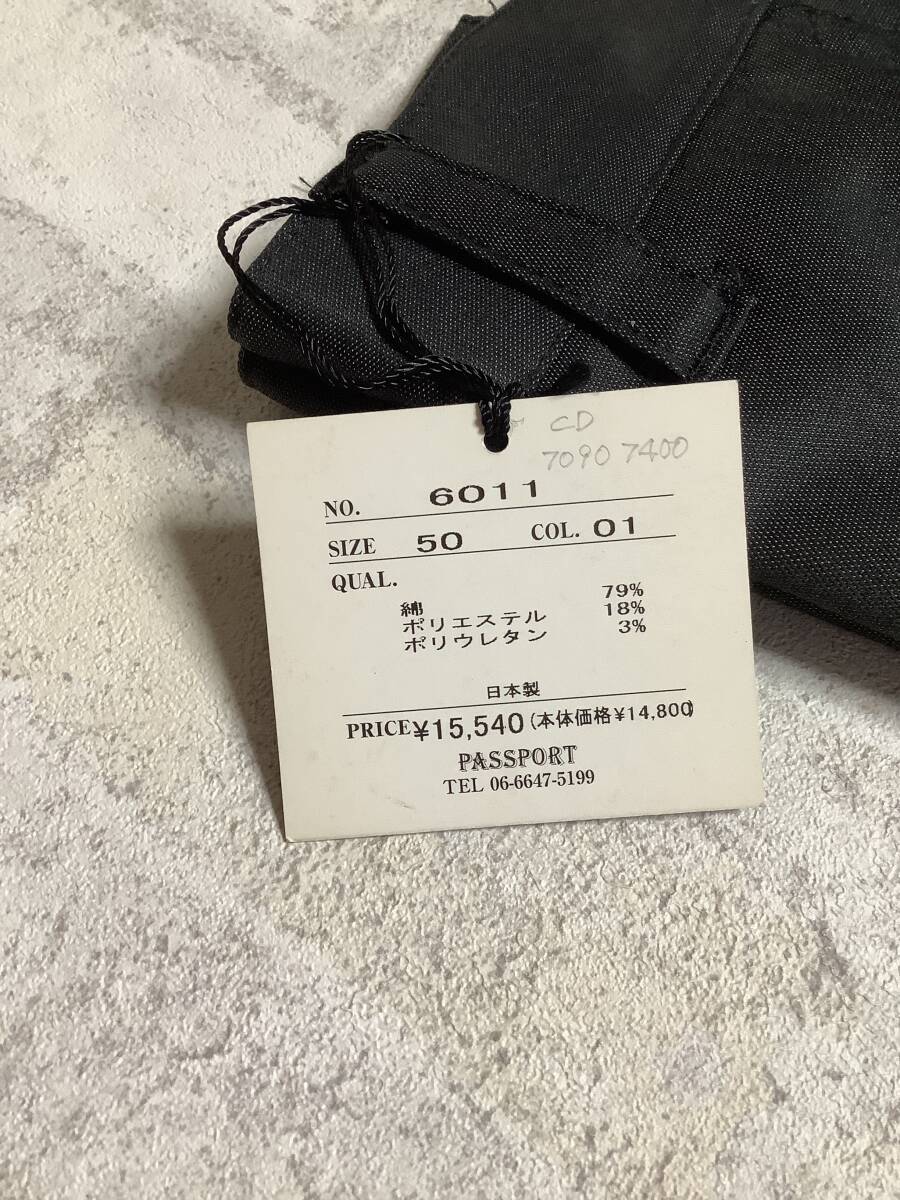 CD
7090 7400
NO. 6011
SIZE 50 COL. 01
QUAL.
綿 79%
ポリエステル 18%
ポリウレタン 3%
日本製
PRICE ¥15,540 (本体価格¥14,800)
PASSPORT
TEL 06-6647-5199